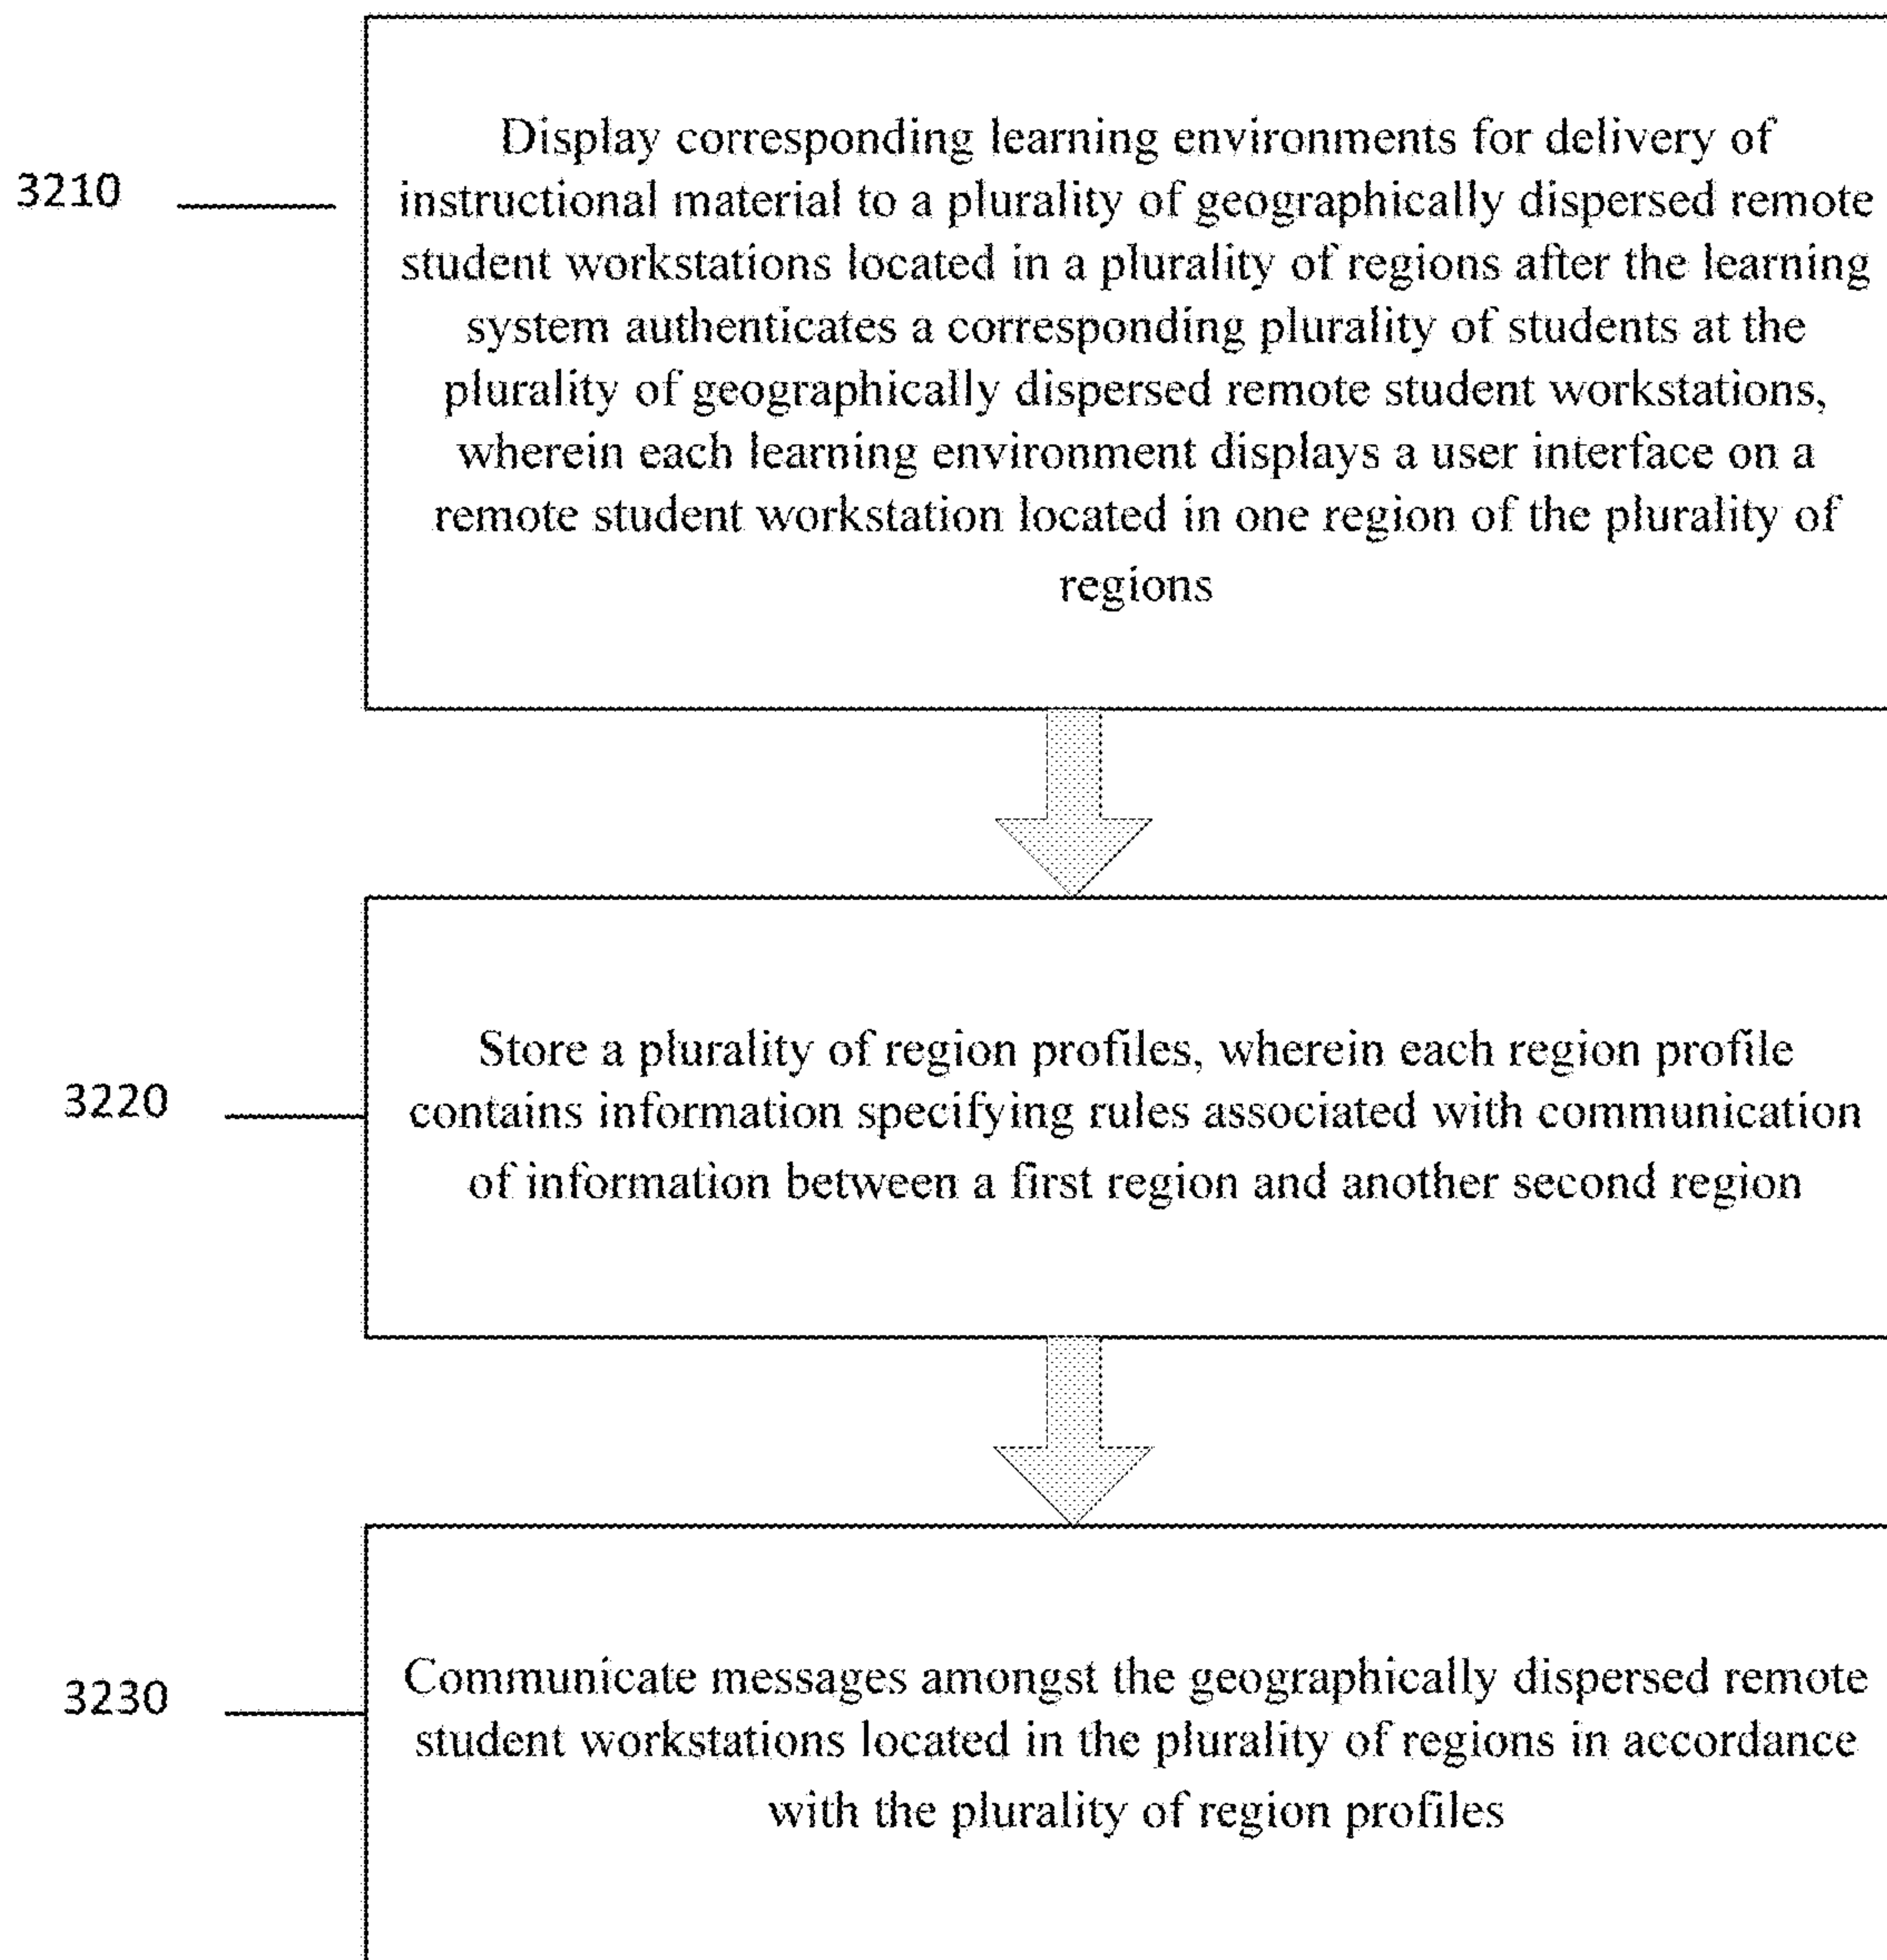 Display corresponding learning environments for delivery of
3210
instructional material to a plurality of geographically dispersed remote
student workstations located in a plurality of regions after the learning
system authenticates a corresponding plurality of students at the
plurality of geographically dispersed remote student workstations,
wherein each learning environment displays a user interface on a
remote student workstation located in one region of the plurality of
regions
Store a plurality of region profiles, wherein each region profile
3220
contains information specifying rules associated with communication
of information between a first region and another second region
3230
Communicate messages amongst the geographically dispersed remote
student workstations located in the plurality of regions in accordance
with the plurality of region profiles